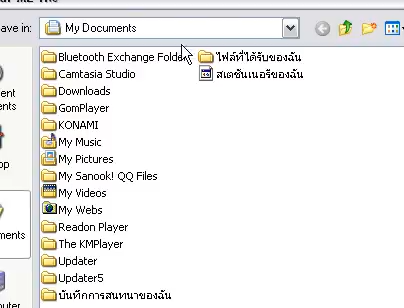 ave in:
My Documents
Bluetooth Exchange Folder
Camtasia Studio
Downloads
GomPlayer
KONAMI
My Music
My Pictures
My Sanook! QQ Files
My Videos
My Webs
Readon Player
The KMPlayer
Updater
Updater5
บันทึกการสนทนาของฉัน
ไฟล์ที่ได้รับของฉัน
สเตชันเนอรีของฉัน
ent
ents
op
ments
uter